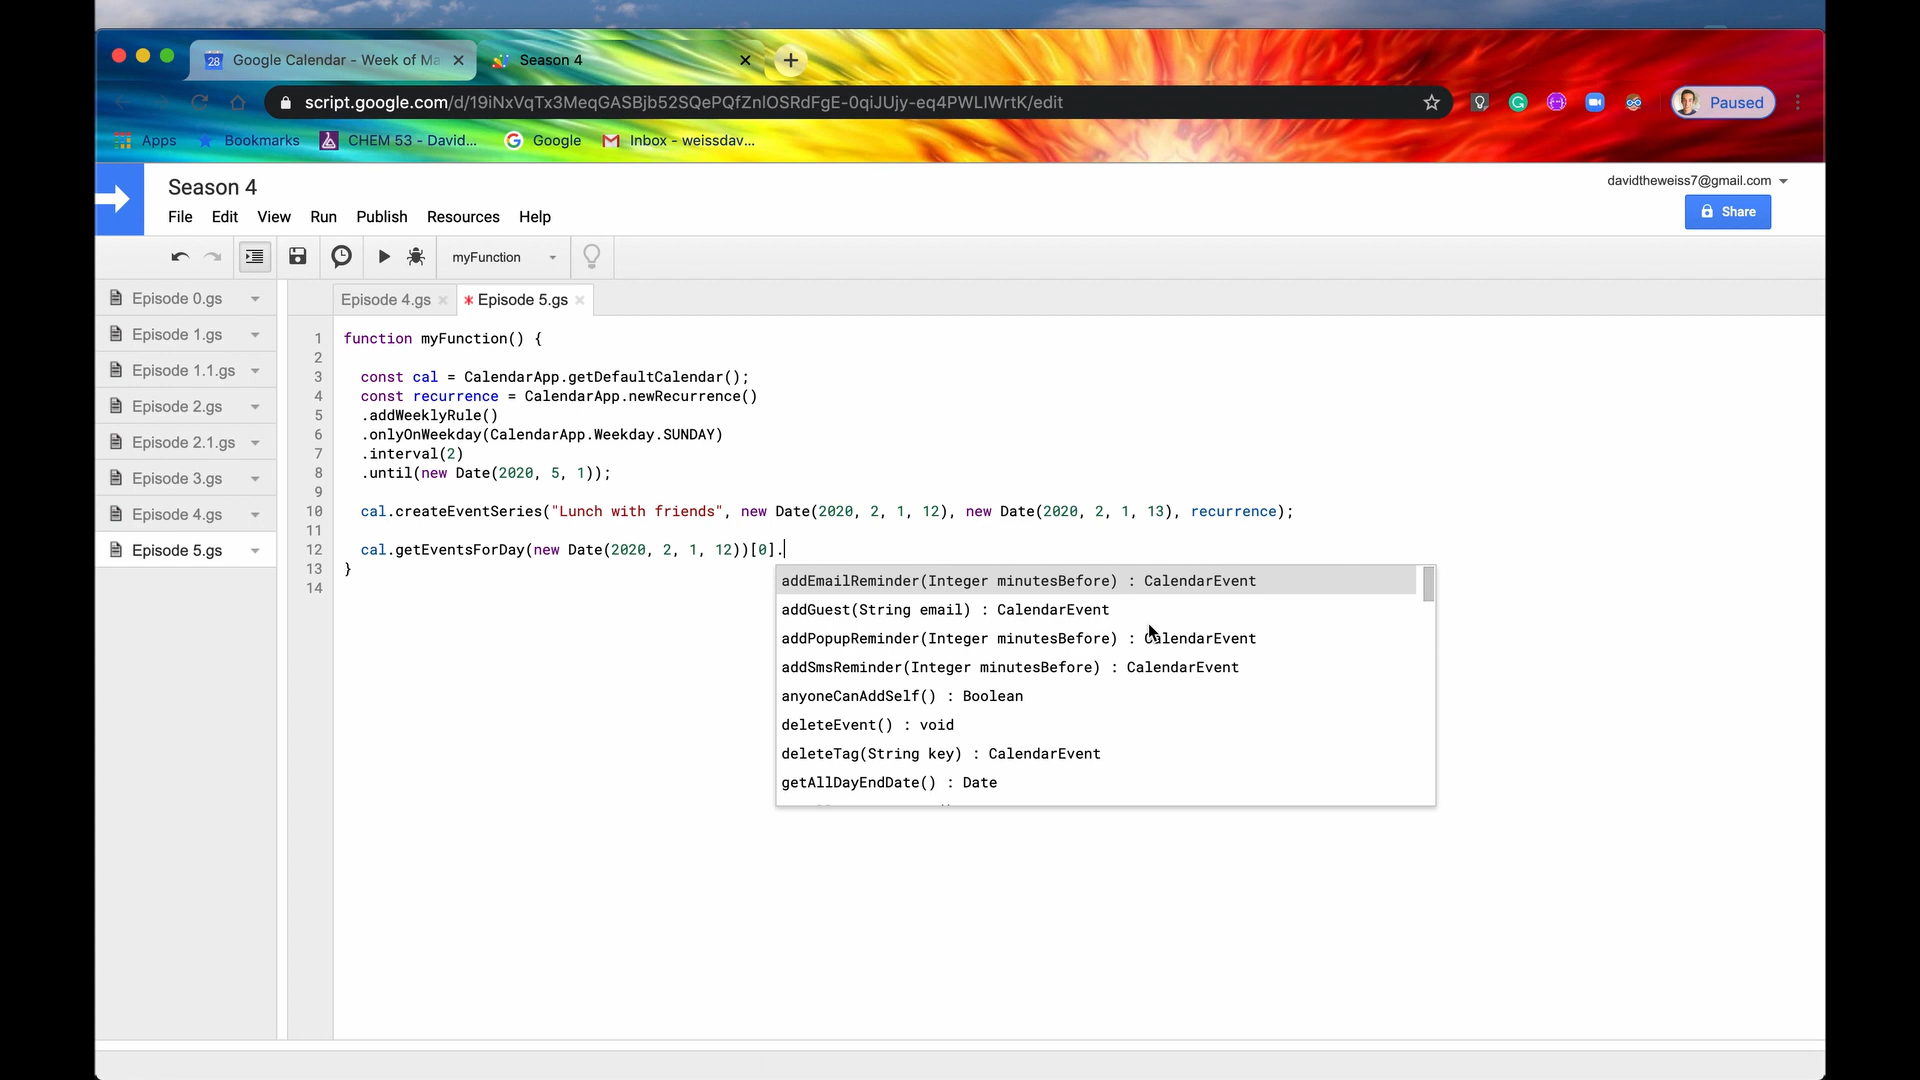 28 Google Calendar - Week of Ma
Season 4
script.google.com/d/19iNxVqTx3MeqGASBjb52SQePQfZnlOSRdFgE-0qiJUjy-eq4PWLIWrtK/edit
Paused
Apps
Bookmarks
CHEM 53 - David...
Google
Inbox - weissdav...
Season 4
davidtheweiss7@gmail.com
File Edit View Run Publish Resources Help
Share
myFunction
Episode 0.gs
Episode 1.gs
Episode 1.1.gs
Episode 2.gs
Episode 2.1.gs
Episode 3.gs
Episode 4.gs
Episode 5.gs
Episode 4.gs
* Episode 5.gs
1 function myFunction() {
2
3 const cal = CalendarApp.getDefaultCalendar();
4 const recurrence = CalendarApp.newRecurrence()
5 .addWeeklyRule()
6 .onlyOnWeekday(CalendarApp.Weekday.SUNDAY)
7 .interval(2)
8 .until(new Date(2020, 5, 1));
9
10 cal.createEventSeries("Lunch with friends", new Date(2020, 2, 1, 12), new Date(2020, 2, 1, 13), recurrence);
11
12 cal.getEventsForDay(new Date(2020, 2, 1, 12))[0].
13 }
14
addEmailReminder(Integer minutesBefore) : CalendarEvent
addGuest(String email) : CalendarEvent
addPopupReminder(Integer minutesBefore) : CalendarEvent
addSmsReminder(Integer minutesBefore) : CalendarEvent
anyoneCanAddSelf() : Boolean
deleteEvent() : void
deleteTag(String key) : CalendarEvent
getAllDayEndDate() : Date